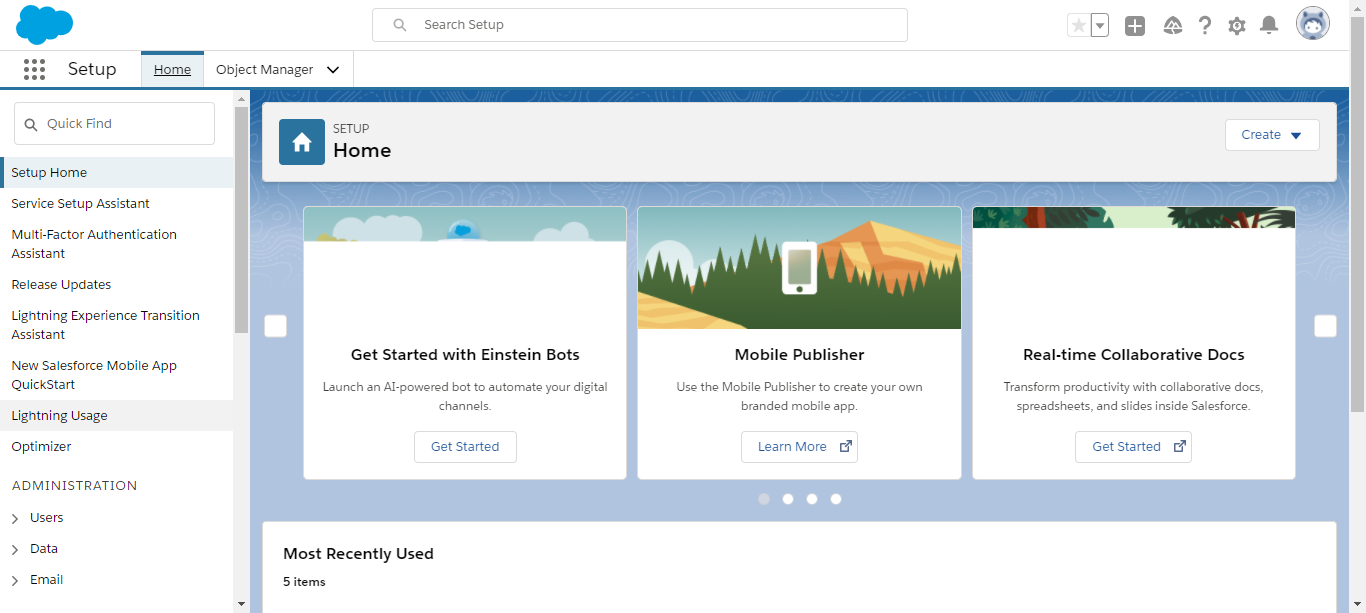 Search Setup
Setup
Home
Object Manager
Quick Find
Setup Home
Service Setup Assistant
Multi-Factor Authentication
Assistant
Release Updates
Lightning Experience Transition
Assistant
New Salesforce Mobile App
QuickStart
Lightning Usage
Optimizer
ADMINISTRATION
Users
Data
Email
SETUP
Home
Create
Get Started with Einstein Bots
Launch an AI-powered bot to automate your digital
channels.
Get Started
Mobile Publisher
Use the Mobile Publisher to create your own
branded mobile app.
Learn More
Real-time Collaborative Docs
Transform productivity with collaborative docs,
spreadsheets, and slides inside Salesforce.
Get Started
Most Recently Used
5 items